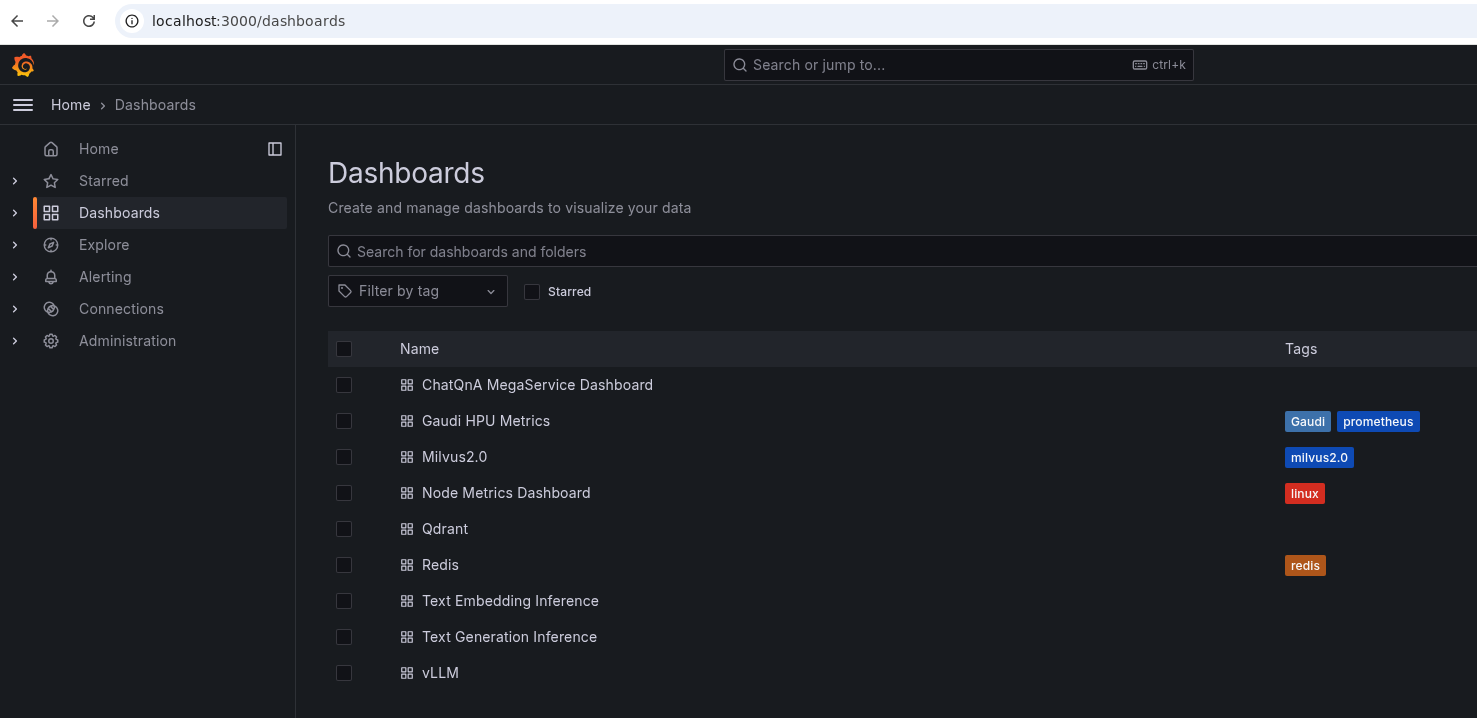 localhost:3000/dashboards
Search or jump to...
ctrl+k
Home › Dashboards
Home
Starred
Dashboards
Explore
Alerting
Connections
Administration
Dashboards
Create and manage dashboards to visualize your data
Search for dashboards and folders
Filter by tag
Starred
Name Tags
ChatQnA MegaService Dashboard
Gaudi HPU Metrics Gaudi prometheus
Milvus2.0 milvus2.0
Node Metrics Dashboard linux
Qdrant
Redis redis
Text Embedding Inference
Text Generation Inference
vLLM